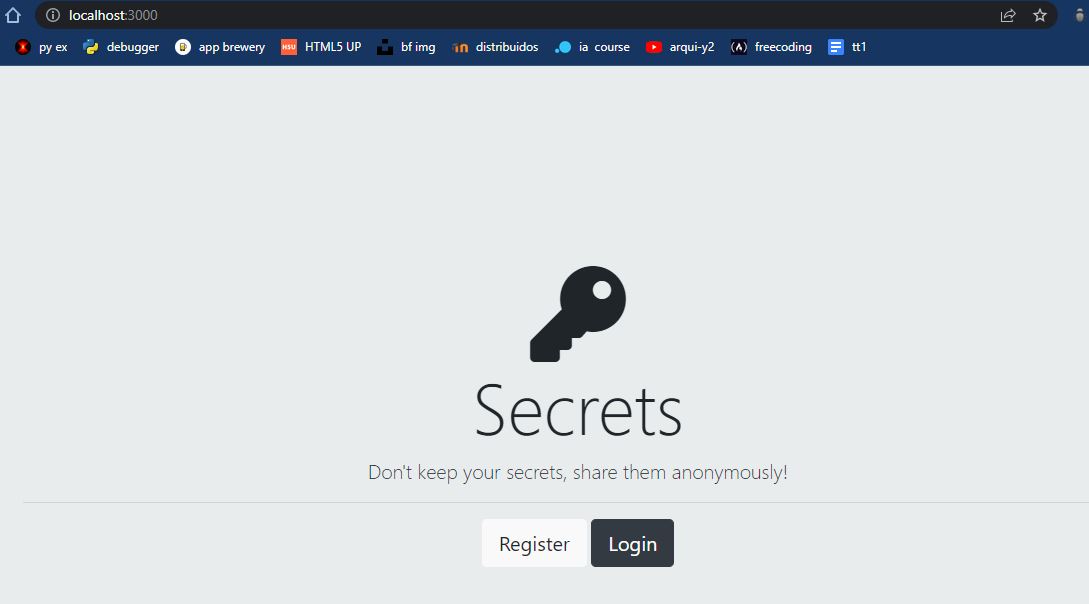 localhost:3000
py ex debugger app brewery HSU HTML5 UP bf img distribuidos ia course arqui-y2 freecoding tt1
Secrets
Don't keep your secrets, share them anonymously!
Register Login